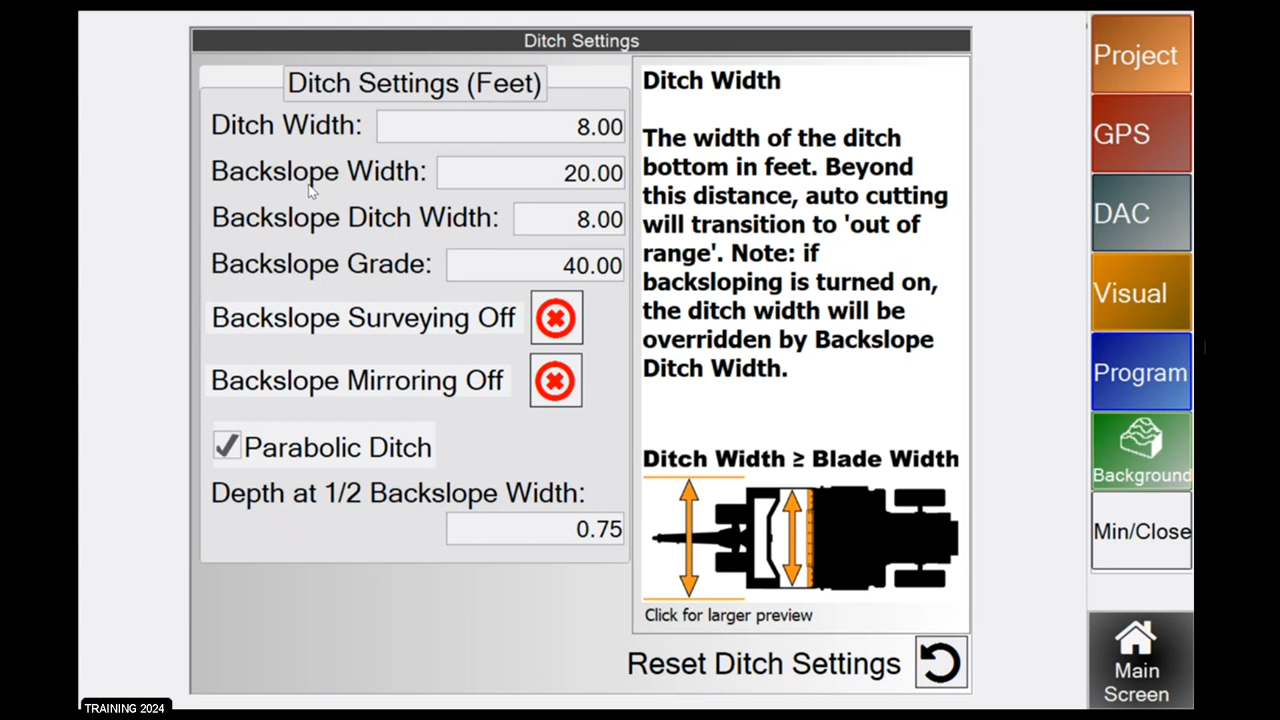 Ditch Settings
Ditch Settings (Feet)
Ditch Width: 8.00
Backslope Width: 20.00
Backslope Ditch Width: 8.00
Backslope Grade: 40.00
Backslope Surveying Off
Backslope Mirroring Off
Parabolic Ditch
Depth at 1/2 Backslope Width:
0.75
Ditch Width
The width of the ditch
bottom in feet. Beyond
this distance, auto cutting
will transition to 'out of
range'. Note: if
backsloping is turned on,
the ditch width will be
overridden by Backslope
Ditch Width.
Ditch Width ≥ Blade Width
Click for larger preview
Reset Ditch Settings
Project
GPS
DAC
Visual
Program
Background
Min/Close
Main
Screen
TRAINING 2024